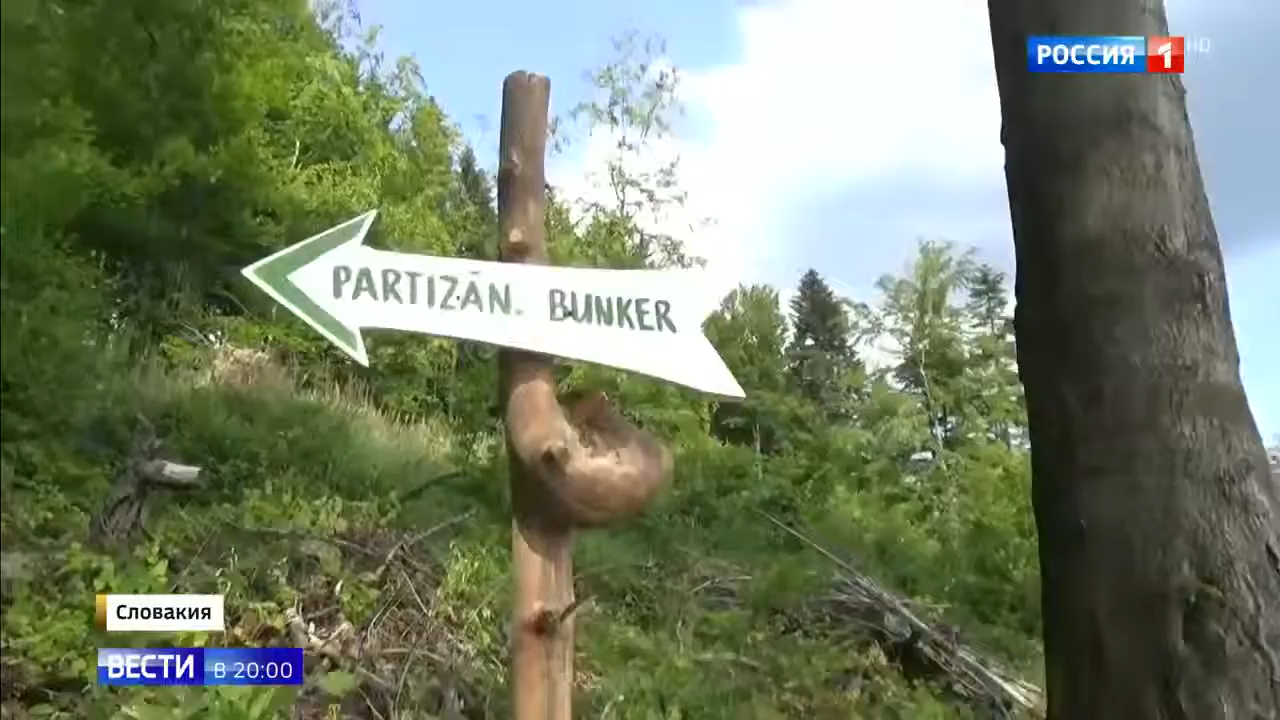 РОССИЯ 1 HD
PARTIZÁN. BUNKER
Словакия
ВЕСТИ В 20:00